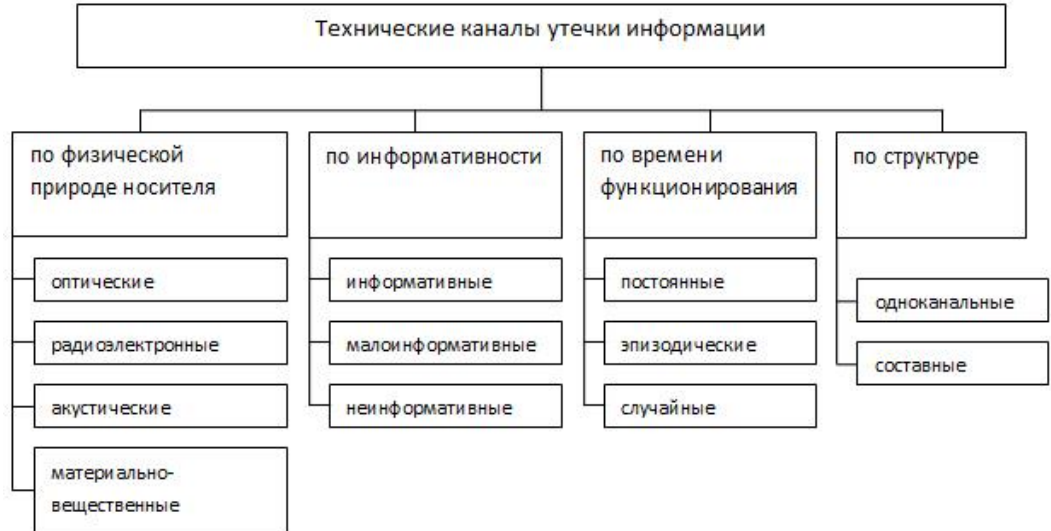 Технические каналы утечки информации
по физической
природе носителя
оптические
радиоэлектронные
акустические
материально-
вещественные
по информативности
информативные
малоинформативные
неинформативные
по времени
функционирования
постоянные
эпизодические
случайные
по структуре
одноканальные
составные